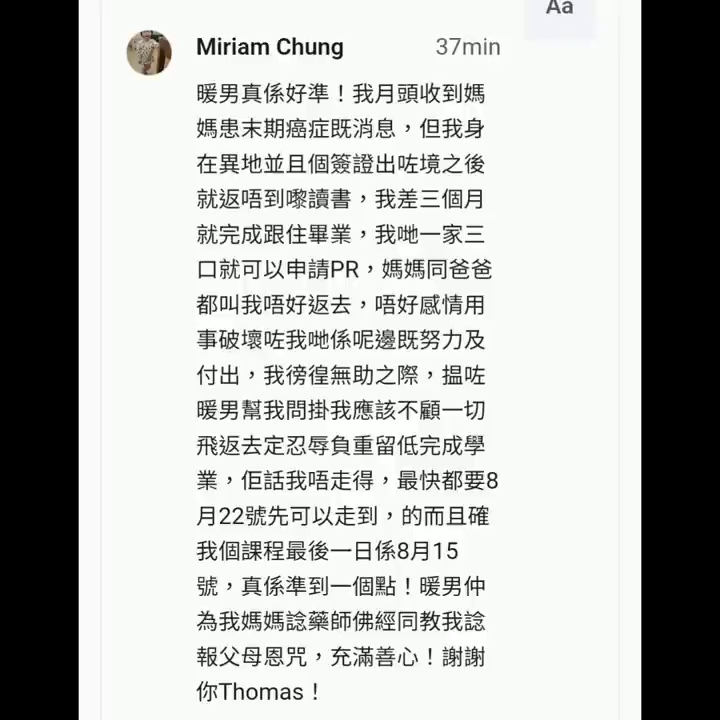 Aa
Miriam Chung 37min
暖男真係好準！我月頭收到媽
媽患末期癌症既消息，但我身
在異地並且個簽證出咗境之後
就返唔到嚟讀書，我差三個月
就完成跟住畢業，我哋一家三
口就可以申請PR，媽媽同爸爸
都叫我唔好返去，唔好感情用
事破壞咗我哋係呢邊既努力及
付出，我徬徨無助之際，搵咗
暖男幫我問掛我應該不顧一切
飛返去定忍辱負重留低完成學
業，佢話我唔走得，最快都要8
月22號先可以走到，的而且確
我個課程最後一日係8月15
號，真係準到一個點！暖男仲
為我媽媽諗藥師佛經同教我諗
報父母恩咒，充滿善心！謝謝
你Thomas！